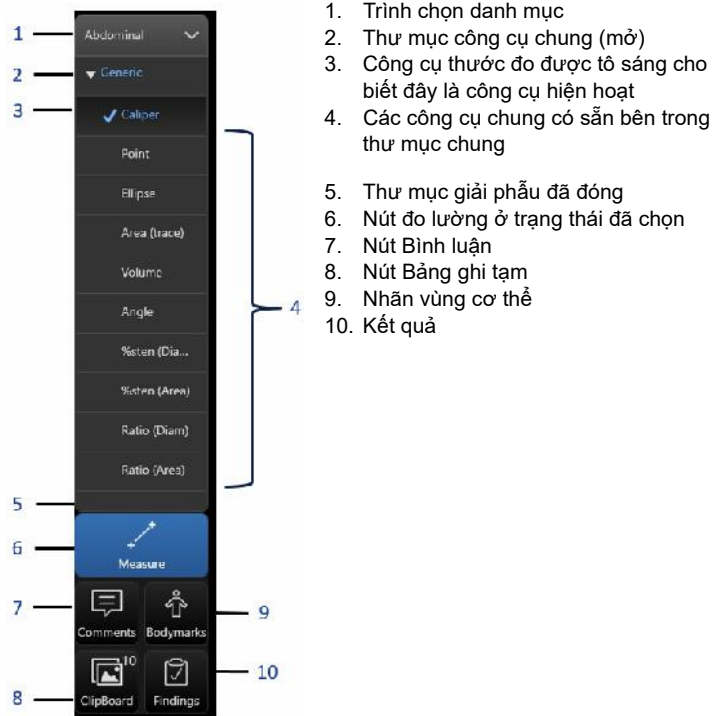 1
Abdominal
2
Generic
3
Caliper
Point
Ellipse
Area (trace)
Volume
Angle
4
%sten (Dia...
%sten (Area)
Ratio (Diam)
Ratio (Area)
5
6
Measure
7
Comments
Bodymarks
9
10
8
ClipBoard
10
Findings
1. Trình chọn danh mục
2. Thư mục công cụ chung (mở)
3. Công cụ thước đo được tô sáng cho
biết đây là công cụ hiện hoạt
4. Các công cụ chung có sẵn bên trong
thư mục chung
5. Thư mục giải phẫu đã đóng
6. Nút đo lường ở trạng thái đã chọn
7. Nút Bình luận
8. Nút Bảng ghi tạm
9. Nhãn vùng cơ thể
10. Kết quả